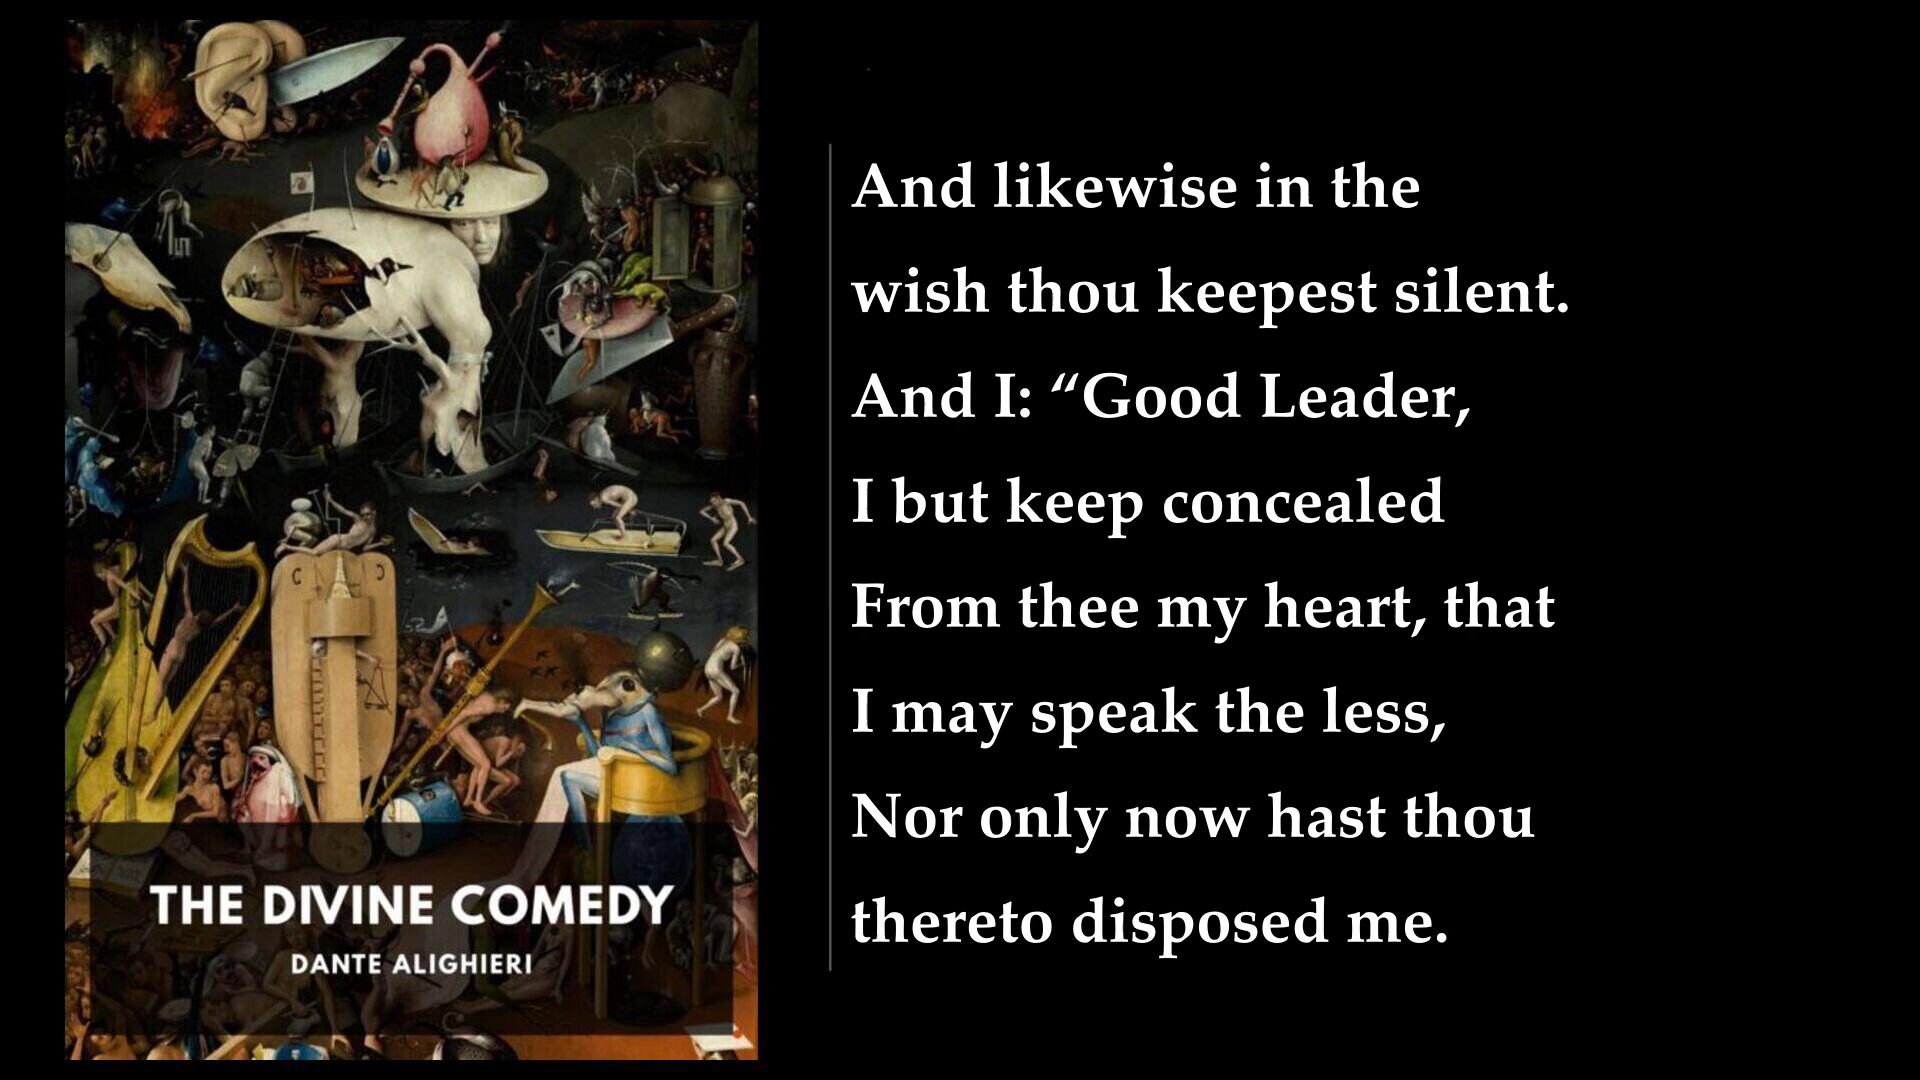 THE DIVINE COMEDY
DANTE ALIGHIERI
And likewise in the
wish thou keepest silent.
And I: “Good Leader,
I but keep concealed
From thee my heart, that
I may speak the less,
Nor only now hast thou
thereto disposed me.